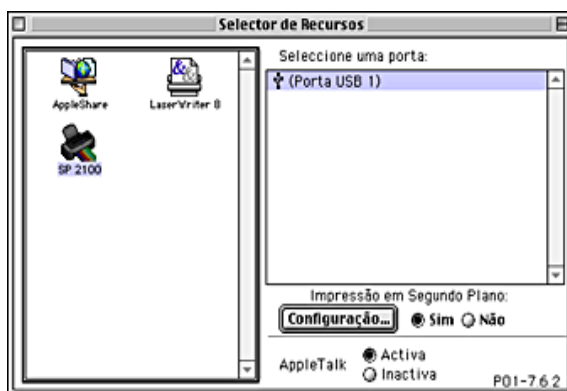 Selector de Recursos
AppleShare
LaserWriter 8
SP 2100
Seleccione uma porta:
(Porta USB 1)
Impressão em Segundo Plano:
Configuração... Sim Não
AppleTalk Activa
Inactiva
PO1-7.6.2